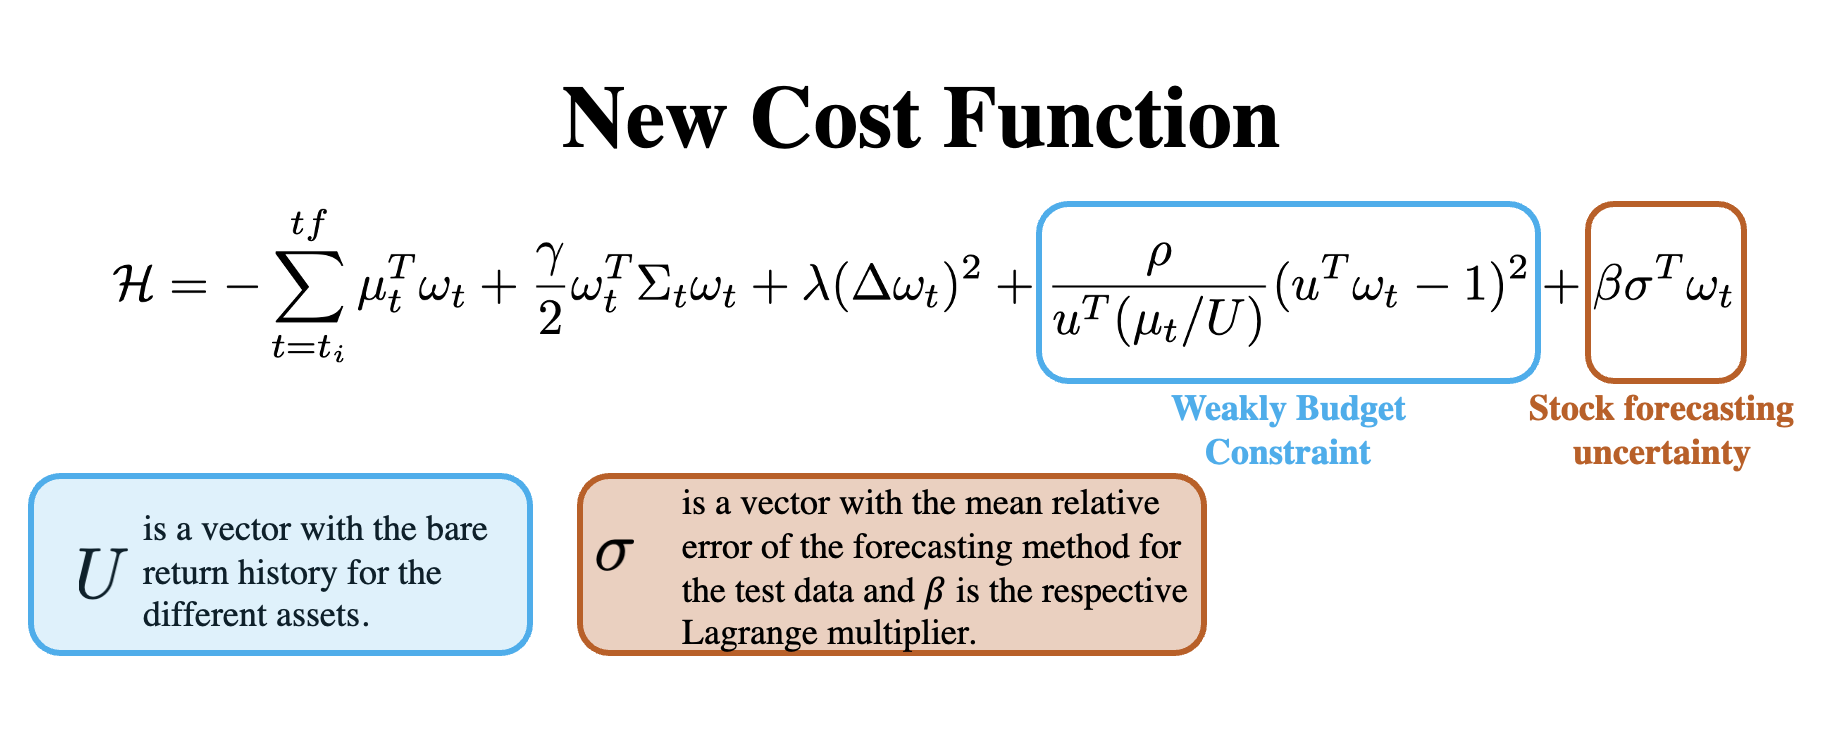 New Cost Function
$\mathcal{H} = -\sum_{t=t_i}^{tf} \mu_t^T \omega_t + \frac{\gamma}{2} \omega_t^T \Sigma_t \omega_t + \lambda (\Delta \omega_t)^2 + \frac{\rho}{u^T(\mu_t/U)} (u^T \omega_t - 1)^2 + \beta \sigma^T \omega_t$
Weakly Budget
Constraint
Stock forecasting
uncertainty
U
is a vector with the bare
return history for the
different assets.
σ
is a vector with the mean relative
error of the forecasting method for
the test data and β is the respective
Lagrange multiplier.